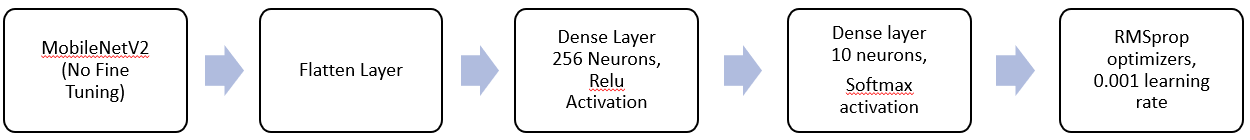 MobileNetV2
(No Fine
Tuning)
Flatten Layer
Dense Layer
256 Neurons,
Relu
Activation
Dense layer
10 neurons,
Softmax
activation
RMSprop
optimizers,
0.001 learning
rate